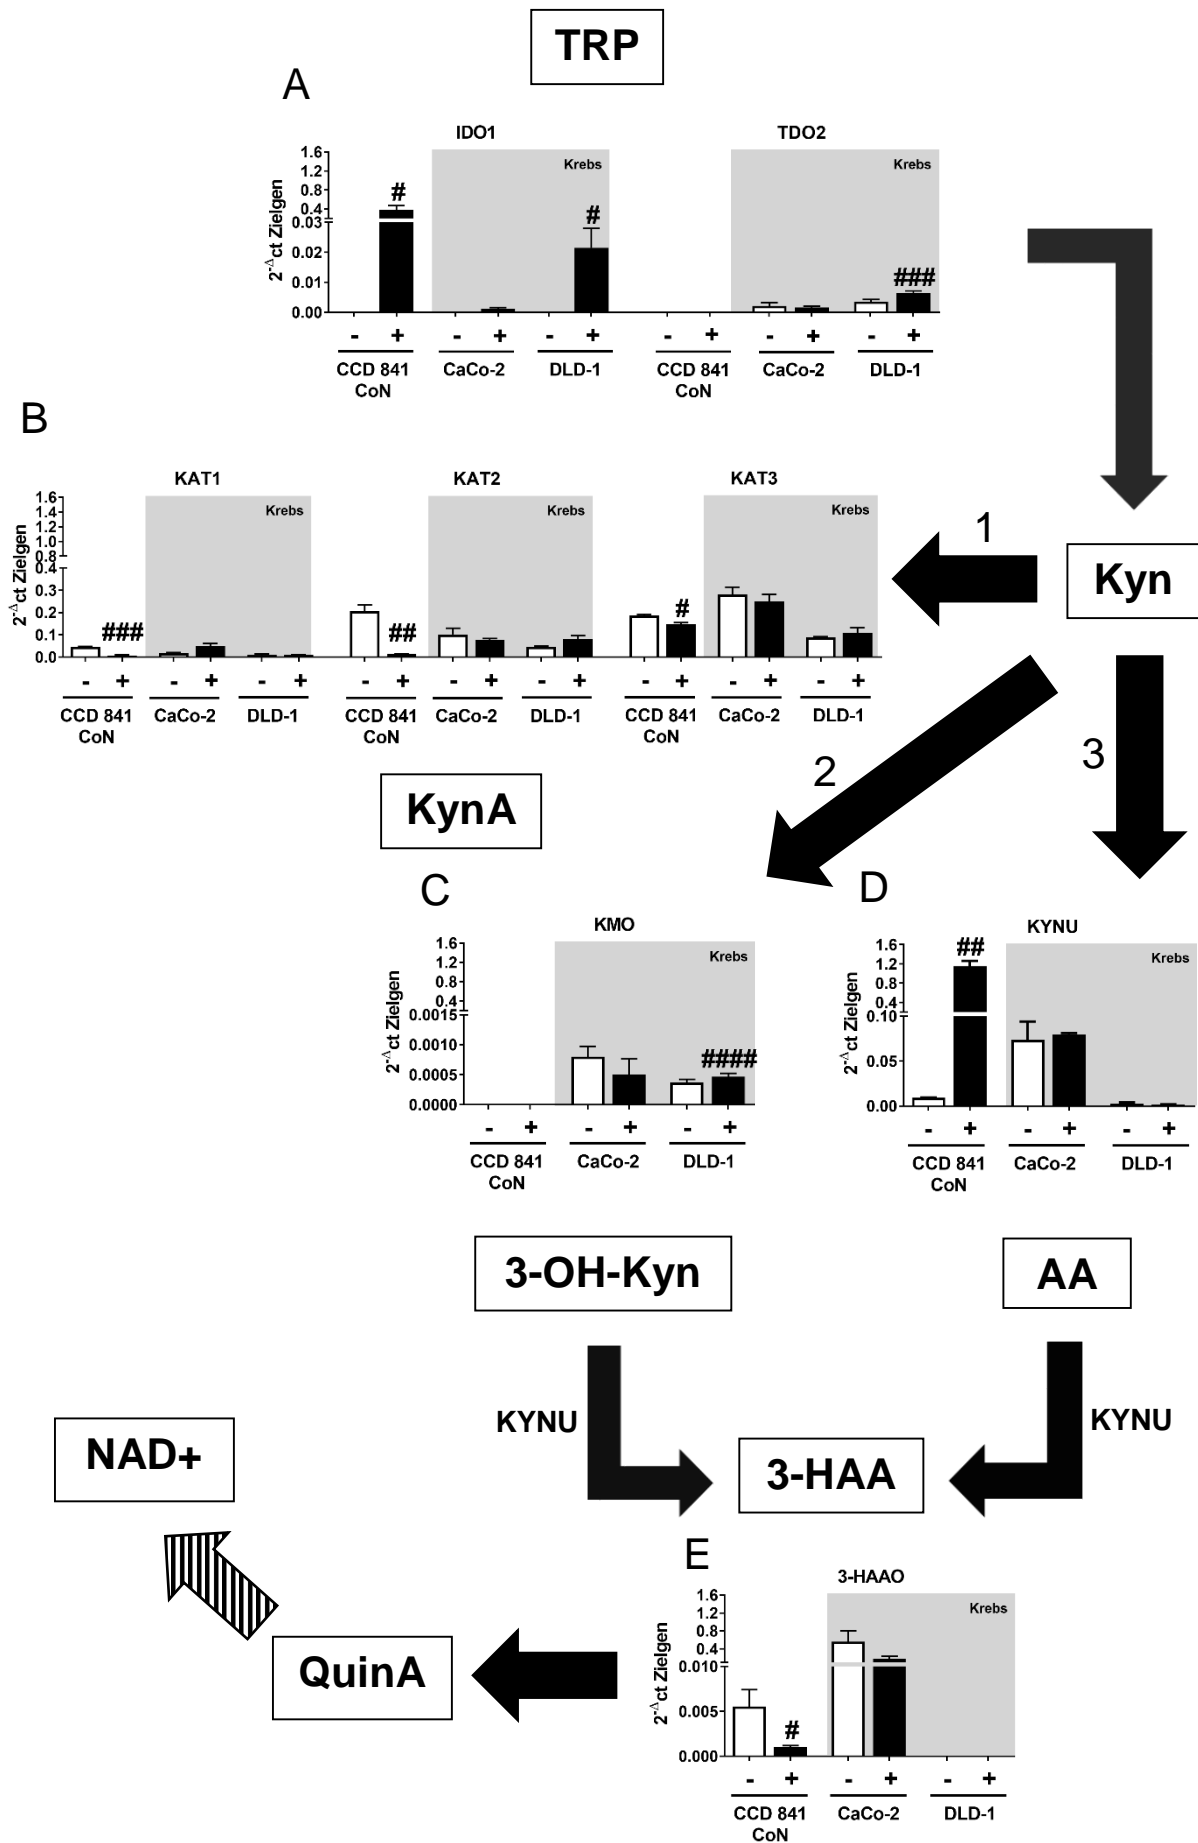 TRP
A
IDO1
TDO2
Krebs
Krebs
2-Δct Zielgen
1.6
1.2
0.8
0.4
0.03
0.02
0.01
0.00
#
#
###
- + - + - + - + - + - +
CCD 841
CoN
CaCo-2
DLD-1
CCD 841
CoN
CaCo-2
DLD-1
B
KAT1
KAT2
KAT3
Krebs
Krebs
Krebs
2-Δct Zielgen
1.6
1.4
1.2
1.0
0.8
0.4
0.3
0.2
0.1
0.0
###
##
#
- + - + - + - + - + - + - + - + - +
CCD 841
CoN
CaCo-2
DLD-1
CCD 841
CoN
CaCo-2
DLD-1
CCD 841
CoN
CaCo-2
DLD-1
1
Kyn
2
3
KynA
C
KMO
Krebs
2-Δct Zielgen
1.6
1.2
0.8
0.4
0.0015
0.0010
0.0005
0.0000
####
- + - + - +
CCD 841
CoN
CaCo-2
DLD-1
D
KYNU
Krebs
2-Δct Zielgen
1.6
1.2
0.8
0.4
0.10
0.05
0.00
##
- + - + - +
CCD 841
CoN
CaCo-2
DLD-1
3-OH-Kyn
AA
KYNU
KYNU
NAD+
3-HAA
E
3-HAAO
Krebs
2-Δct Zielgen
1.6
1.2
0.8
0.4
0.010
0.005
0.000
#
- + - + - +
CCD 841
CoN
CaCo-2
DLD-1
QuinA